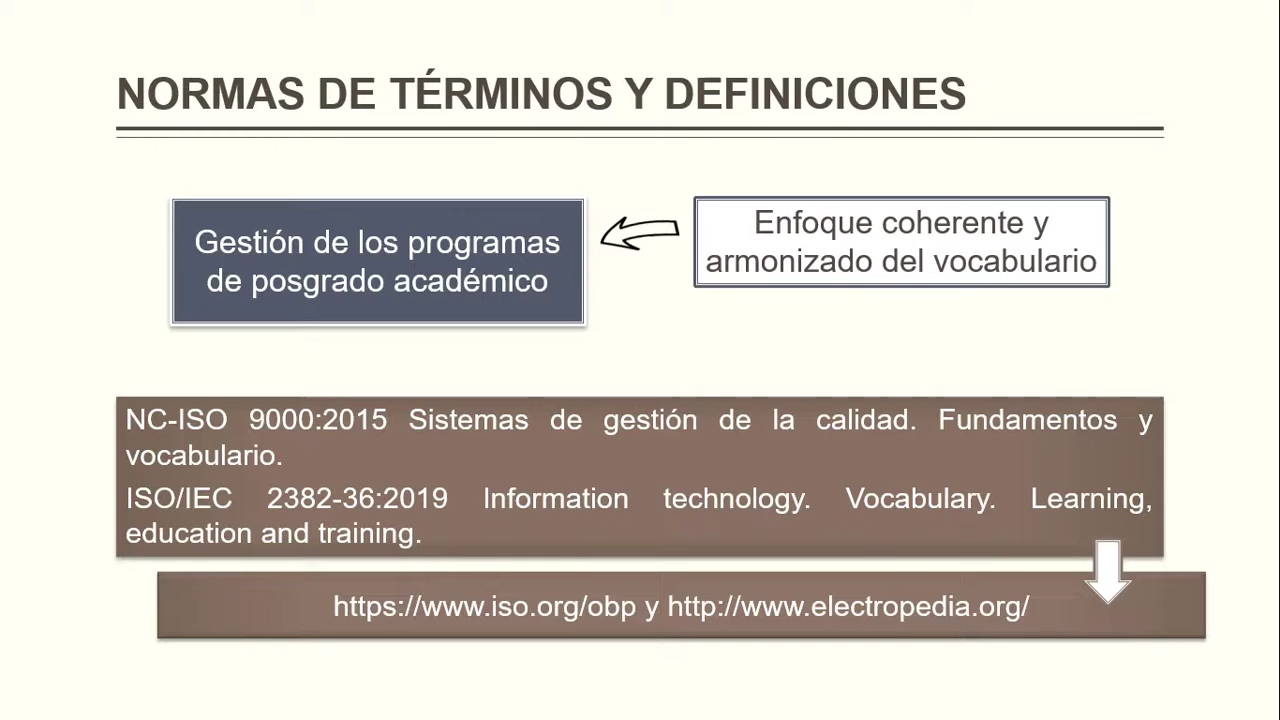 NORMAS DE TÉRMINOS Y DEFINICIONES
Gestión de los programas
de posgrado académico
Enfoque coherente y
armonizado del vocabulario
NC-ISO 9000:2015 Sistemas de gestión de la calidad. Fundamentos y
vocabulario.
ISO/IEC 2382-36:2019 Information technology. Vocabulary. Learning,
education and training.
https://www.iso.org/obp y http://www.electropedia.org/